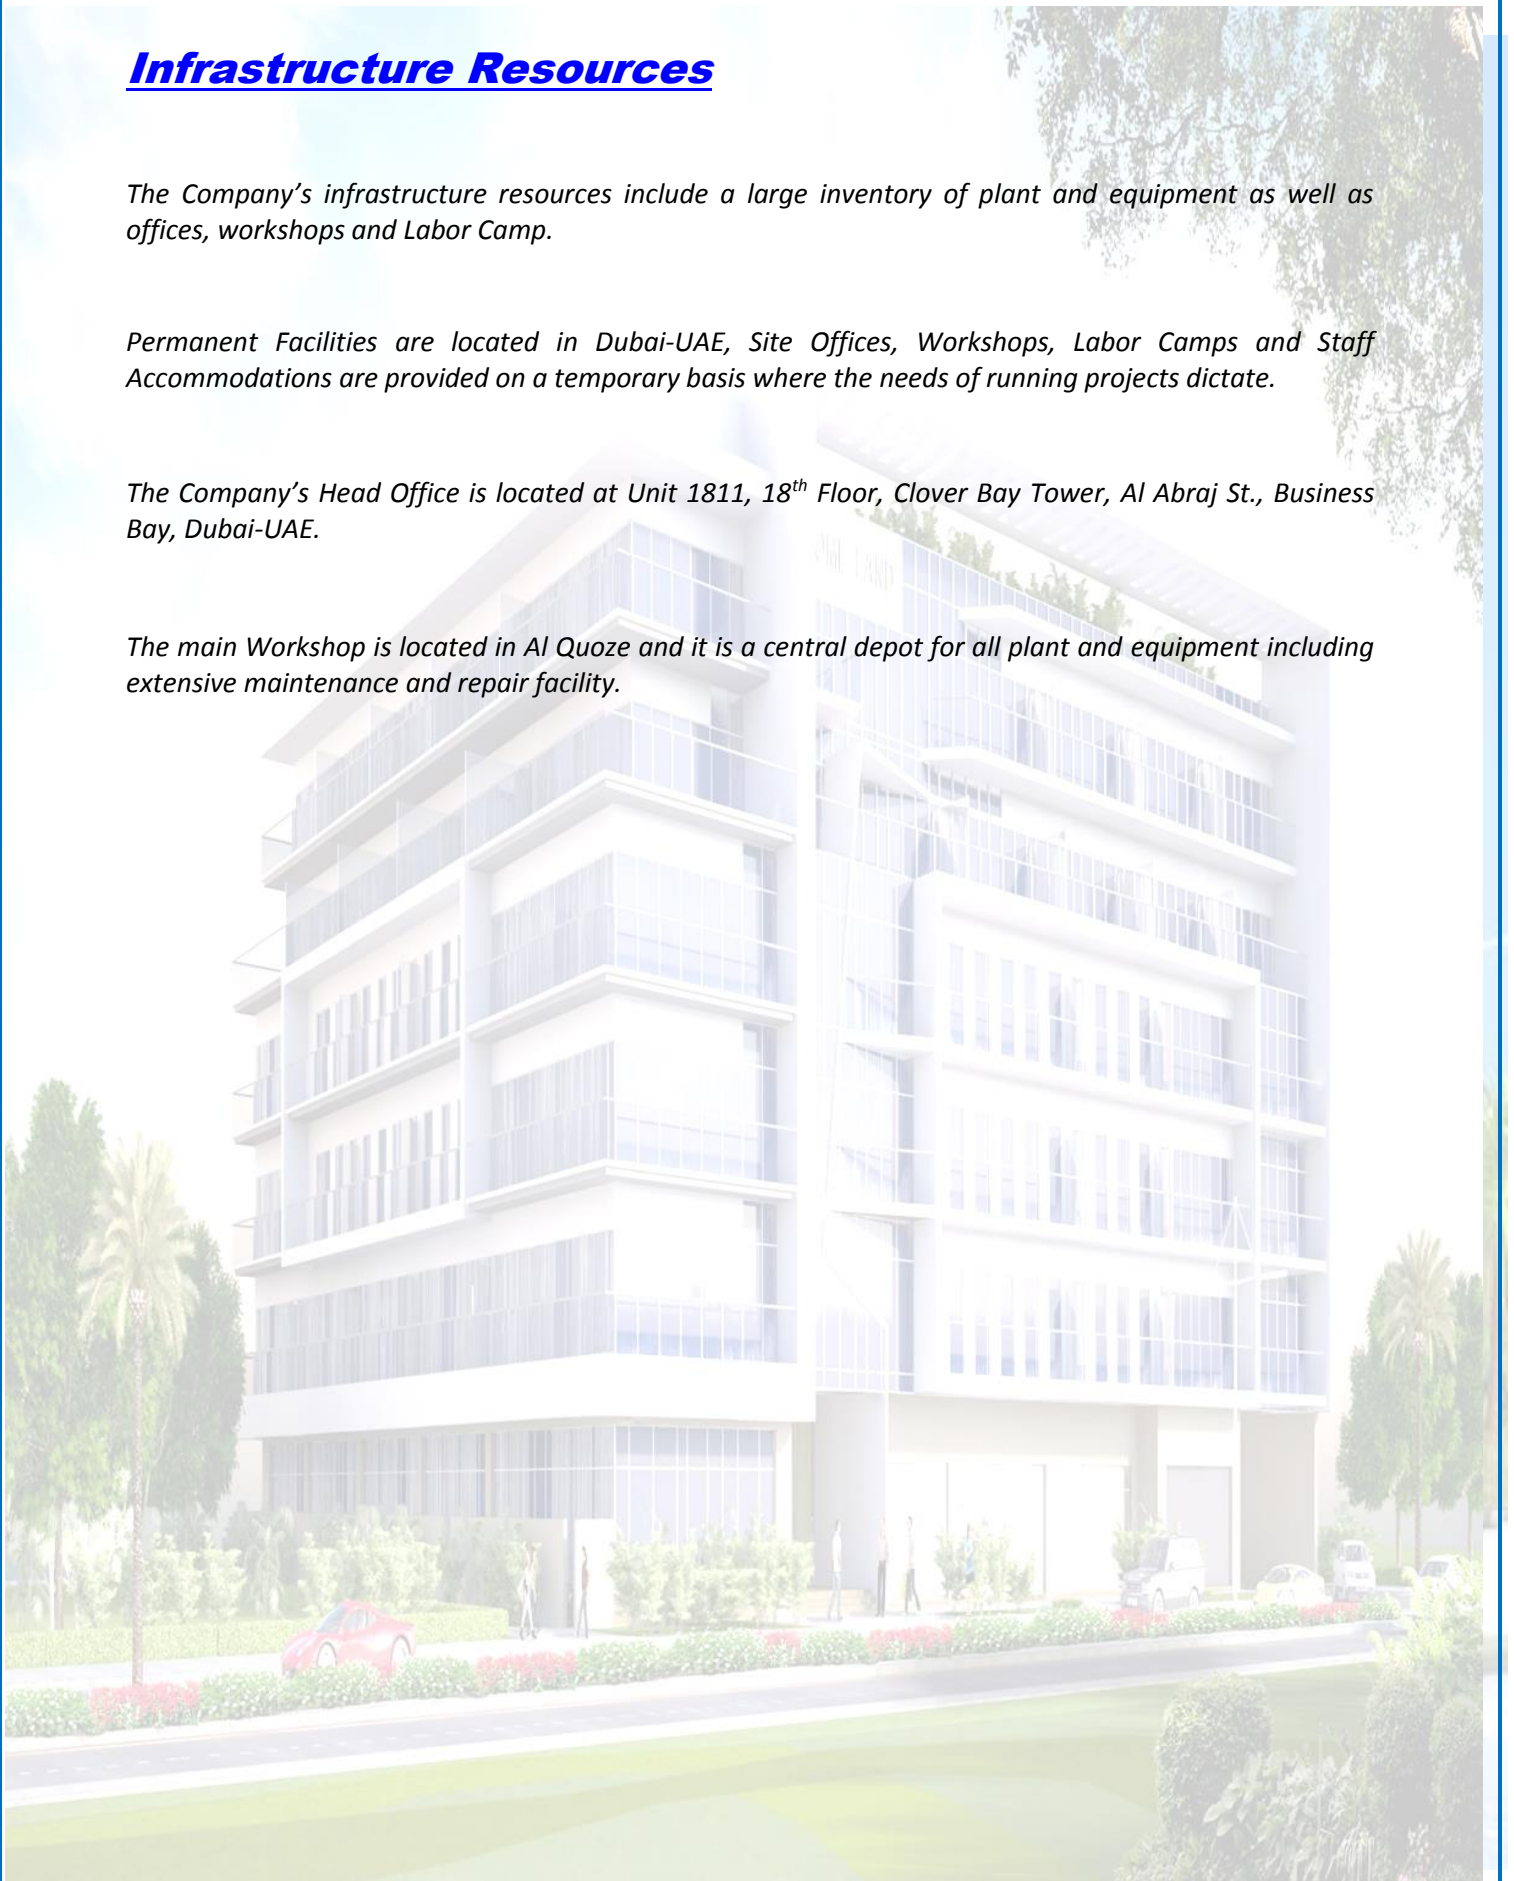 Infrastructure Resources
The Company’s infrastructure resources include a large inventory of plant and equipment as well as
offices, workshops and Labor Camp.
Permanent Facilities are located in Dubai-UAE, Site Offices, Workshops, Labor Camps and Staff
Accommodations are provided on a temporary basis where the needs of running projects dictate.
The Company’s Head Office is located at Unit 1811, 18th Floor, Clover Bay Tower, Al Abraj St., Business
Bay, Dubai-UAE.
The main Workshop is located in Al Quoze and it is a central depot for all plant and equipment including
extensive maintenance and repair facility.